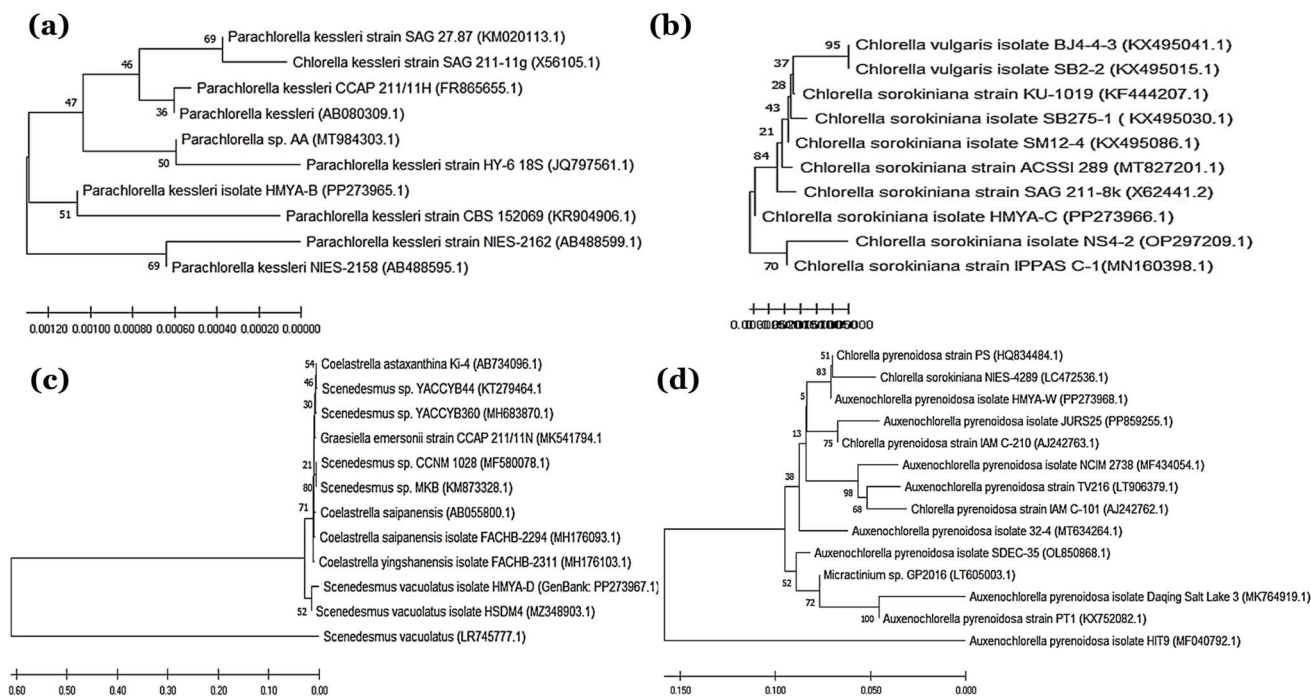 (a)
69 Parachlorella kessleri strain SAG 27.87 (KM020113.1)
Chlorella kessleri strain SAG 211-11g (X56105.1)
46
Parachlorella kessleri CCAP 211/11H (FR865655.1)
47
36 Parachlorella kessleri (AB080309.1)
Parachlorella sp. AA (MT984303.1)
50
Parachlorella kessleri strain HY-6 18S (JQ797561.1)
Parachlorella kessleri isolate HMYA-B (PP273965.1)
51
Parachlorella kessleri strain CBS 152069 (KR904906.1)
Parachlorella kessleri strain NIES-2162 (AB488599.1)
69 Parachlorella kessleri NIES-2158 (AB488595.1)
0.00120 0.00100 0.00080 0.00060 0.00040 0.00020 0.00000
(b)
95 Chlorella vulgaris isolate BJ4-4-3 (KX495041.1)
37
Chlorella vulgaris isolate SB2-2 (KX495015.1)
28
Chlorella sorokiniana strain KU-1019 (KF444207.1)
43
Chlorella sorokiniana isolate SB275-1 ( KX495030.1)
21
Chlorella sorokiniana isolate SM12-4 (KX495086.1)
84
Chlorella sorokiniana strain ACSSI 289 (MT827201.1)
Chlorella sorokiniana strain SAG 211-8k (X62441.2)
Chlorella sorokiniana isolate HMYA-C (PP273966.1)
Chlorella sorokiniana isolate NS4-2 (OP297209.1)
70 Chlorella sorokiniana strain IPPAS C-1(MN160398.1)
(c)
54 Coelastrella astaxanthina Ki-4 (AB734096.1)
46 Scenedesmus sp. YACCYB44 (KT279464.1
30 Scenedesmus sp. YACCYB360 (MH683870.1)
Graesiella emersonii strain CCAP 211/11N (MK541794.1
21 Scenedesmus sp. CCNM 1028 (MF580078.1)
80 Scenedesmus sp. MKB (KM873328.1)
71 Coelastrella saipanensis (AB055800.1)
Coelastrella saipanensis isolate FACHB-2294 (MH176093.1)
Coelastrella yingshanensis isolate FACHB-2311 (MH176103.1)
Scenedesmus vacuolatus isolate HMYA-D (GenBank: PP273967.1)
52 Scenedesmus vacuolatus isolate HSDM4 (MZ348903.1)
Scenedesmus vacuolatus (LR745777.1)
0.60 0.50 0.40 0.30 0.20 0.10 0.00
(d)
51 Chlorella pyrenoidosa strain PS (HQ834484.1)
83 Chlorella sorokiniana NIES-4289 (LC472536.1)
5 Auxenochlorella pyrenoidosa isolate HMYA-W (PP273968.1)
Auxenochlorella pyrenoidosa isolate JURS25 (PP859255.1)
13
75 Chlorella pyrenoidosa strain IAM C-210 (AJ242763.1)
Auxenochlorella pyrenoidosa isolate NCIM 2738 (MF434054.1)
38
98 Auxenochlorella pyrenoidosa strain TV216 (LT906379.1)
68 Chlorella pyrenoidosa strain IAM C-101 (AJ242762.1)
Auxenochlorella pyrenoidosa isolate 32-4 (MT634264.1)
Auxenochlorella pyrenoidosa isolate SDEC-35 (OL850868.1)
52 Micractinium sp. GP2016 (LT605003.1)
72 Auxenochlorella pyrenoidosa isolate Daqing Salt Lake 3 (MK764919.1)
100 Auxenochlorella pyrenoidosa strain PT1 (KX752082.1)
Auxenochlorella pyrenoidosa isolate HIT9 (MF040792.1)
0.150 0.100 0.050 0.000